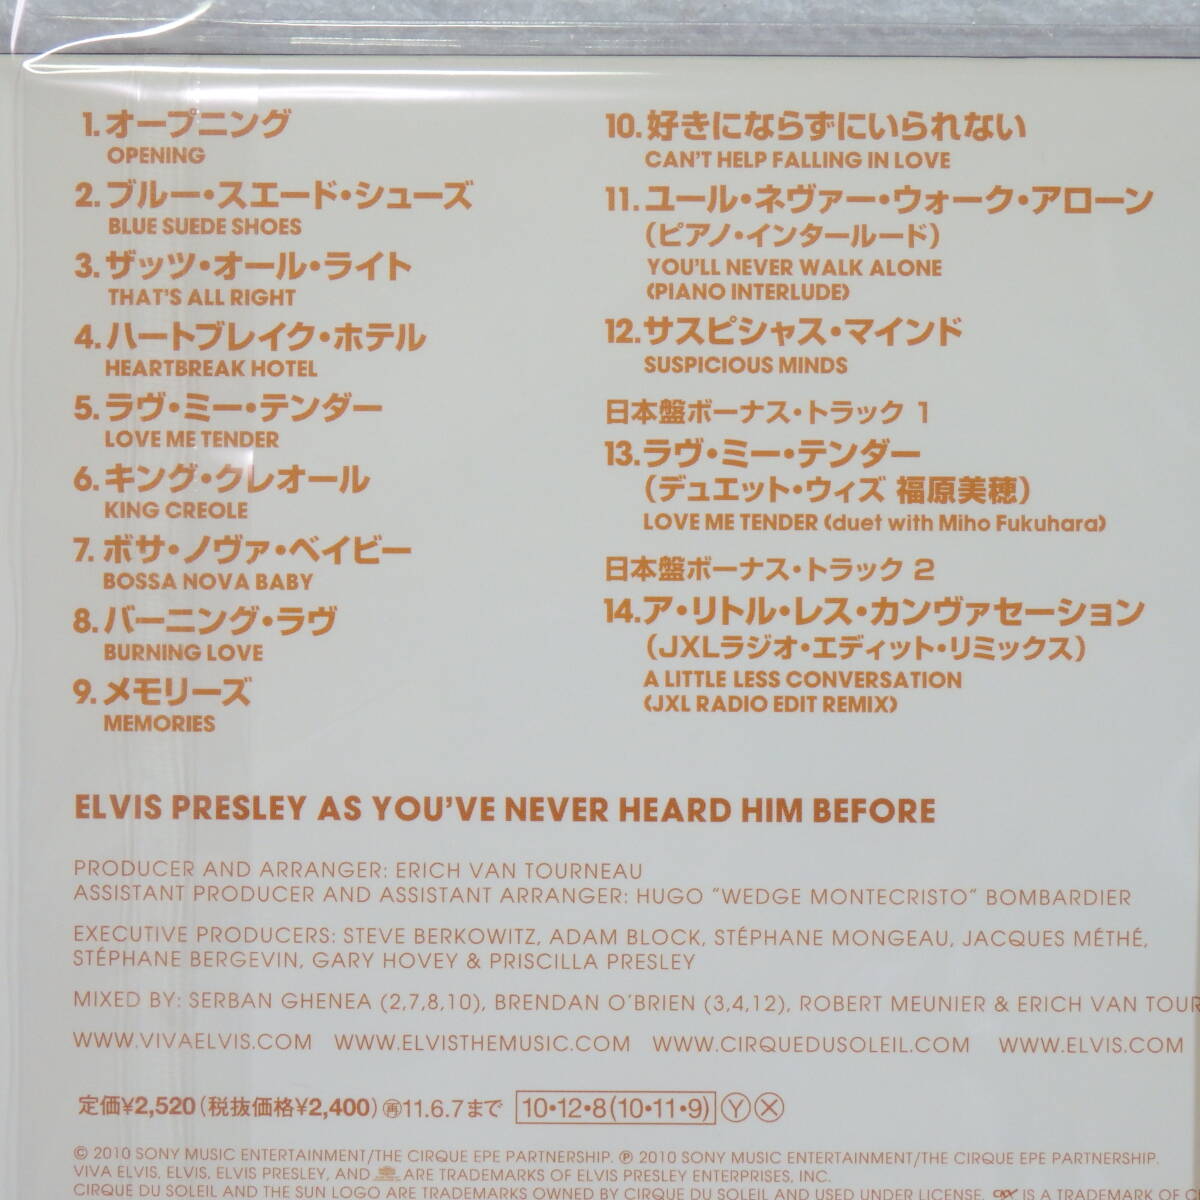 1.オープニング
OPENING
2.ブルー・スエード・シューズ
BLUE SUEDE SHOES
3.ザッツ・オール・ライト
THAT'S ALL RIGHT
4.ハートブレイク・ホテル
HEARTBREAK HOTEL
5.ラヴ・ミー・テンダー
LOVE ME TENDER
6.キング・クレオール
KING CREOLE
7.ボサ・ノヴァ・ベイビー
BOSSA NOVA BABY
8.バーニング・ラヴ
BURNING LOVE
9.メモリーズ
MEMORIES
10.好きにならずにいられない
CAN'T HELP FALLING IN LOVE
11.ユール・ネヴァー・ウォーク・アローン
(ピアノ・インタールード)
YOU'LL NEVER WALK ALONE
(PIANO INTERLUDE)
12.サスピシャス・マインド
SUSPICIOUS MINDS
日本盤ボーナス・トラック 1
13.ラヴ・ミー・テンダー
(デュエット・ウィズ 福原美穂)
LOVE ME TENDER (duet with Miho Fukuhara)
日本盤ボーナス・トラック 2
14.ア・リトル・レス・カンヴァセーション
(JXLラジオ・エディット・リミックス)
A LITTLE LESS CONVERSATION
(JXL RADIO EDIT REMIX)
ELVIS PRESLEY AS YOU'VE NEVER HEARD HIM BEFORE
PRODUCER AND ARRANGER: ERICH VAN TOURNEAU
ASSISTANT PRODUCER AND ASSISTANT ARRANGER: HUGO "WEDGE MONTECRISTO" BOMBARDIER
EXECUTIVE PRODUCERS: STEVE BERKOWITZ, ADAM BLOCK, STÉPHANE MONGEAU, JACQUES MÉTHÉ,
STÉPHANE BERGEVIN, GARY HOVEY & PRISCILLA PRESLEY
MIXED BY: SERBAN GHENEA (2,7,8,10), BRENDAN O'BRIEN (3,4,12), ROBERT MEUNIER & ERICH VAN TOUR
WWW.VIVAELVIS.COM WWW.ELVISTHEMUSIC.COM WWW.CIRQUEDUSOLEIL.COM WWW.ELVIS.COM
定価¥2,520(税抜価格¥2,400)㊢11.6.7まで 10・12・8(10・11・9) Ⓨ Ⓧ
© 2010 SONY MUSIC ENTERTAINMENT/THE CIRQUE EPE PARTNERSHIP. ℗ 2010 SONY MUSIC ENTERTAINMENT/THE CIRQUE EPE PARTNERSHIP.
VIVA ELVIS, ELVIS, ELVIS PRESLEY, AND ARE TRADEMARKS OF ELVIS PRESLEY ENTERPRISES, INC.
CIRQUE DU SOLEIL AND THE SUN LOGO ARE TRADEMARKS OWNED BY CIRQUE DU SOLEIL AND USED UNDER LICENSE. IS A TRADEMARK OF